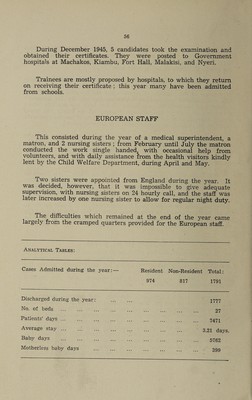 56
During December 1945, 5 candidates took the examination and
obtained their certificates. They were posted to Government
hospitals at Machakos, Kiambu, Fort Hall, Malakisi, and Nyeri.
Trainees are mostly proposed by hospitals, to which they return
on receiving their certificate; this year many have been admitted
from schools.
EUROPEAN STAFF
This consisted during the year of a medical superintendent, a
matron, and 2 nursing sisters; from February until July the matron
conducted the work single handed, with occasional help from
volunteers, and with daily assistance from the health visitors kindly
lent by the Child Welfare Department, during April and May.
Two sisters were appointed from England during the year. It
was decided, however, that it was impossible to give adequate
supervision, with nursing sisters on the staff; and the staff was
later increased by one nursing sister to allow for regular night duty.
The difficulties which remained at the end of the year came
largely from the cramped quarters provided for the European staff.
ANALYTICAL TABLES:
Cases Admitted during the year:— Resident Non-Resident Total:
974 817 1791
Discharged during the year: ... ... ... ... ... ... 1777
No. of beds ... ... ... ... ... ... ... 27
Patients' days ... ... ... ... ... ... ... 7471
Average stay ... ... ... ... ... ... ... days.
Baby days ... ... ... ... ... ... ...
Motherless baby days ... ... ... ... ... ...